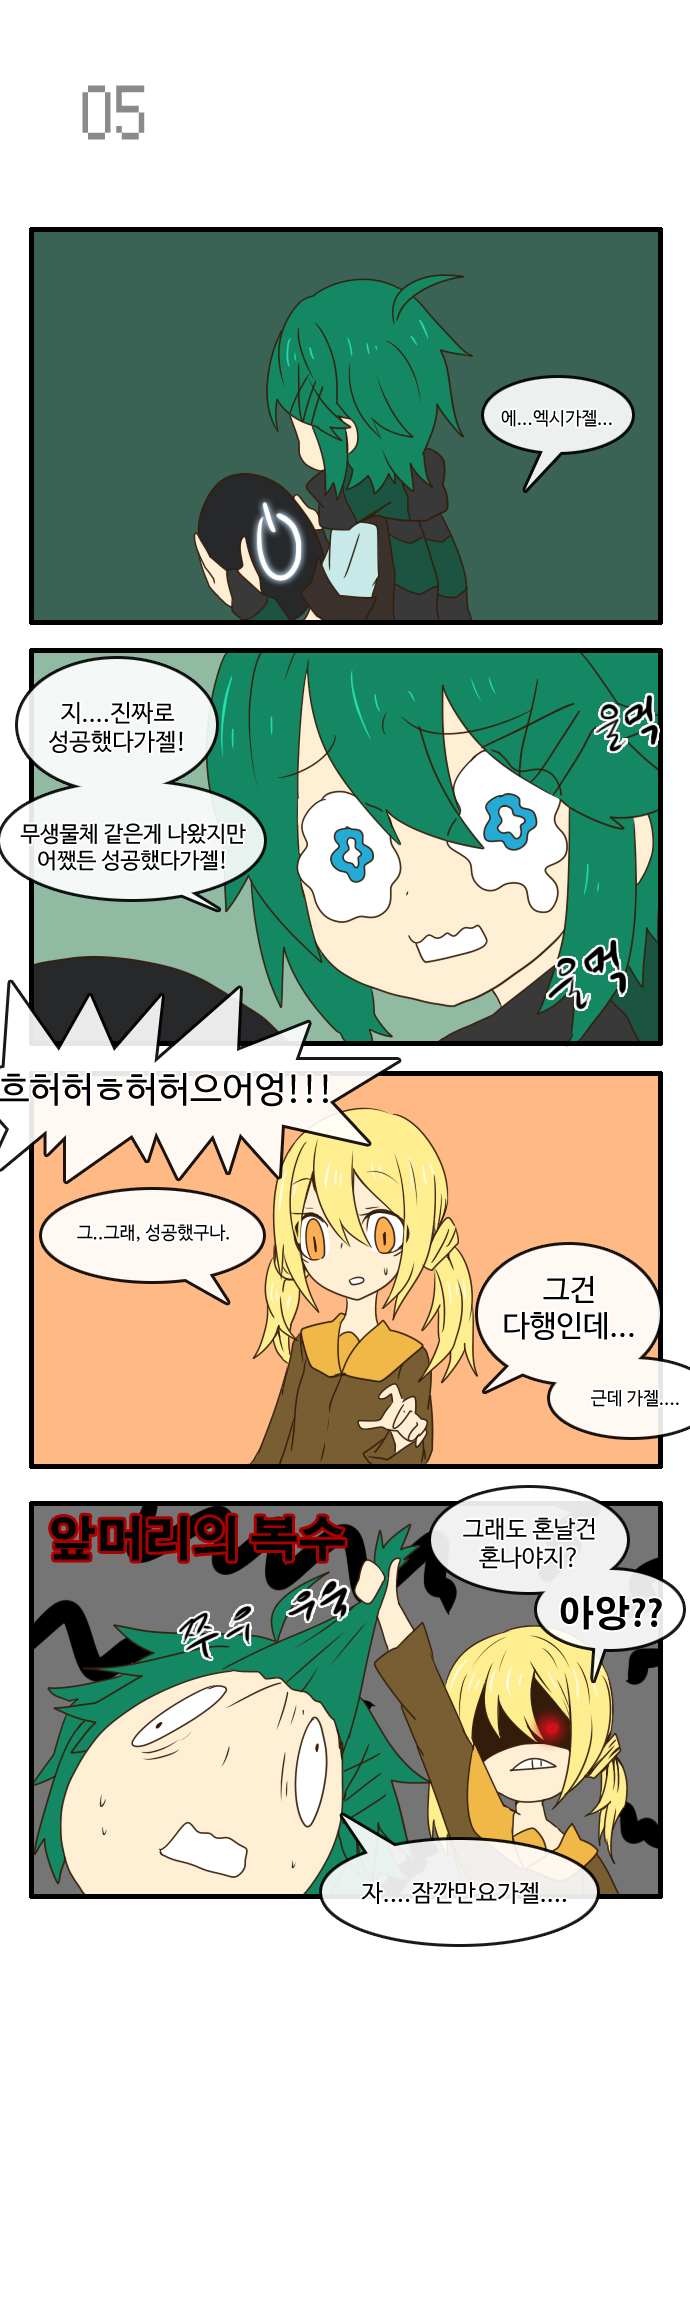 05
에...엑시가젤...
지....진짜로
성공했다가젤!
울먹
무생물체 같은게 나왔지만
어쨌든 성공했다가젤!
울먹
흐허허ㅎ허허으어엉!!!
그..그래, 성공했구나.
그건
다행인데...
근데 가젤....
앞머리의 복수
그래도 혼날건
혼나야지?
아앙??
쭈우
우욱
자....잠깐만요가젤....